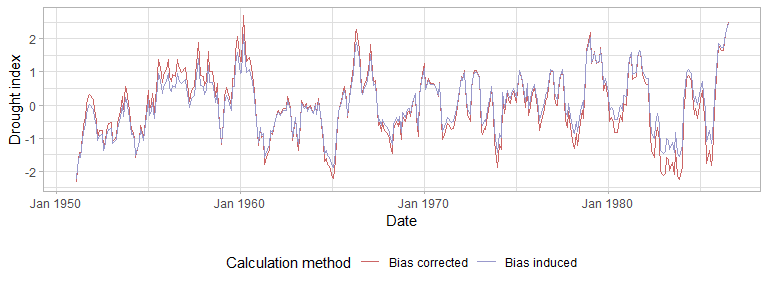 Drought index
2
1
0
-1
-2
Jan 1950 Jan 1960 Jan 1970 Jan 1980
Date
Calculation method Bias corrected Bias induced